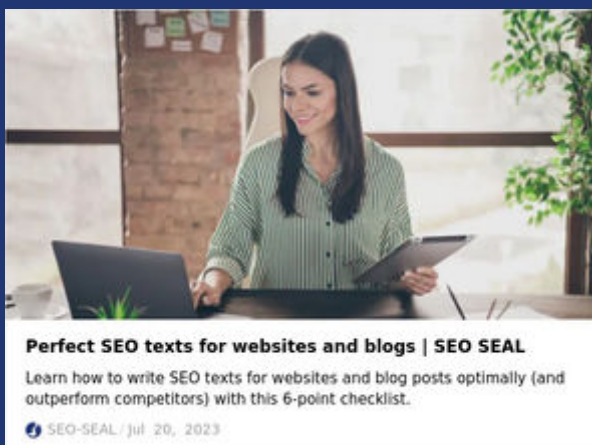 Perfect SEO texts for websites and blogs | SEO SEAL
Learn how to write SEO texts for websites and blog posts optimally (and
outperform competitors) with this 6-point checklist.
SEO-SEAL / Jul 20, 2023